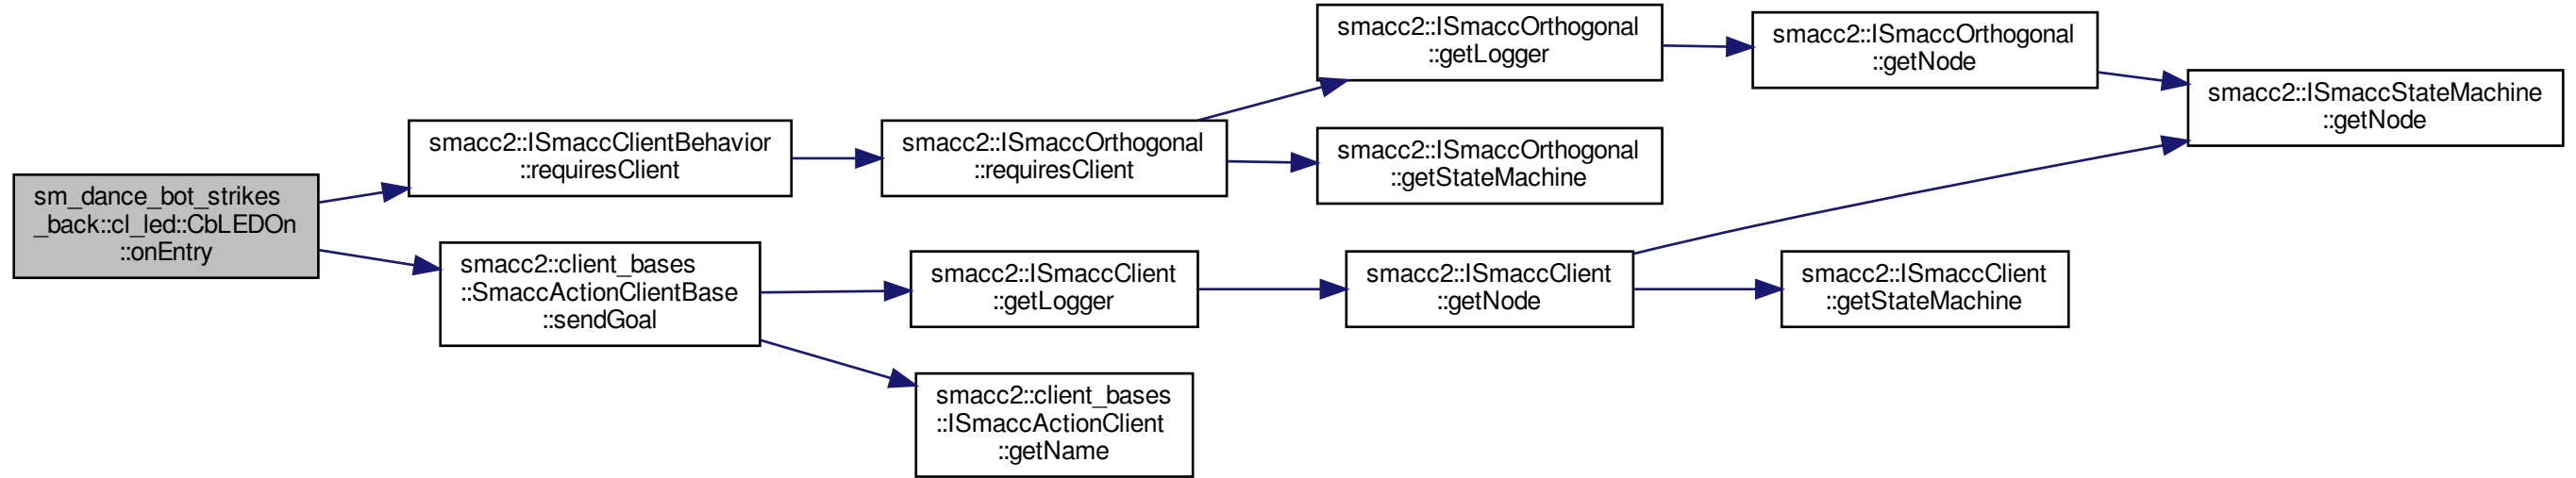 sm_dance_bot_strikes
_back::cl_led::CbLEDOn
::onEntry
smacc2::ISmaccClientBehavior
::requiresClient
smacc2::ISmaccOrthogonal
::requiresClient
smacc2::ISmaccOrthogonal
::getLogger
smacc2::ISmaccOrthogonal
::getNode
smacc2::ISmaccStateMachine
::getNode
smacc2::ISmaccOrthogonal
::getStateMachine
smacc2::client_bases
::SmaccActionClientBase
::sendGoal
smacc2::ISmaccClient
::getLogger
smacc2::ISmaccClient
::getNode
smacc2::ISmaccClient
::getStateMachine
smacc2::client_bases
::ISmaccActionClient
::getName